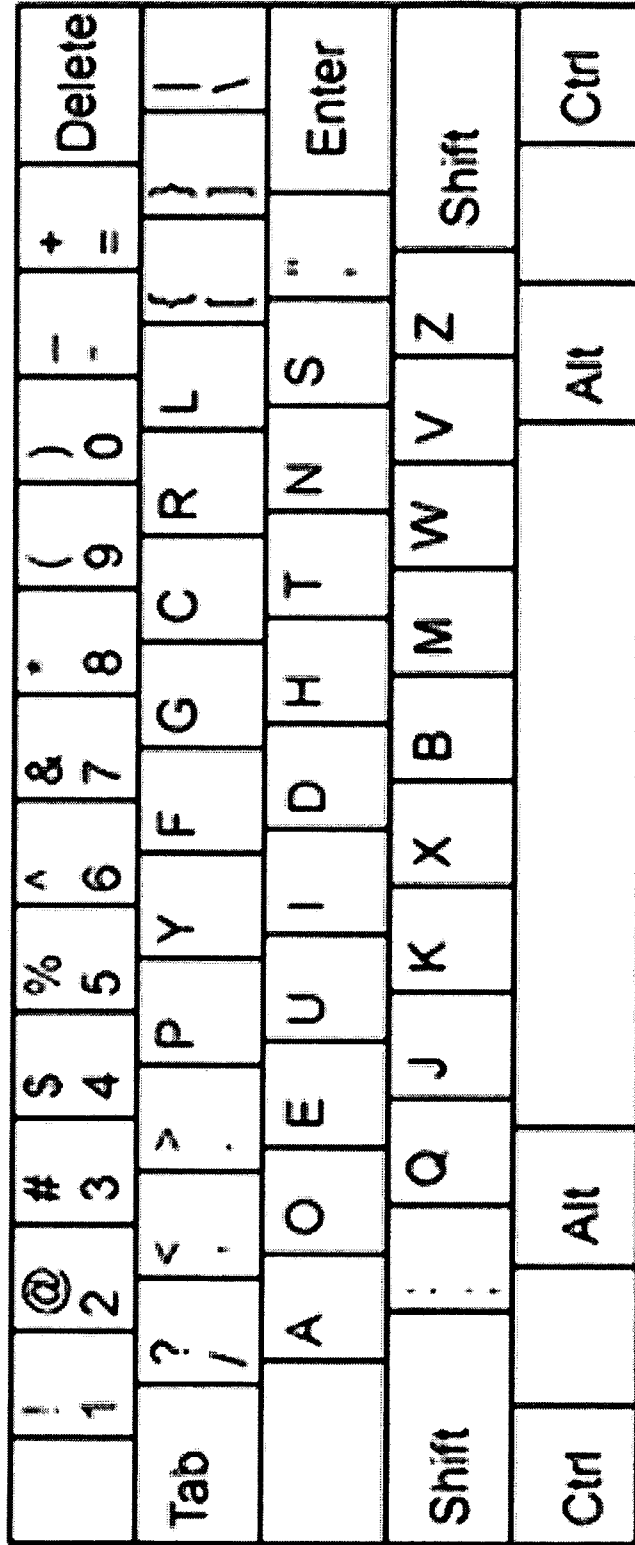 ! 1 @ 2 # 3 $ 4 % 5 ^ 6 & 7 * 8 ( 9 ) 0 _ - + = Delete
Tab ? / < , > . P Y F G C R L { [ } ] | \
A O E U I D H T N S " ' Enter
Shift : ; Q J K X B M W V Z Shift
Ctrl Alt Alt Ctrl